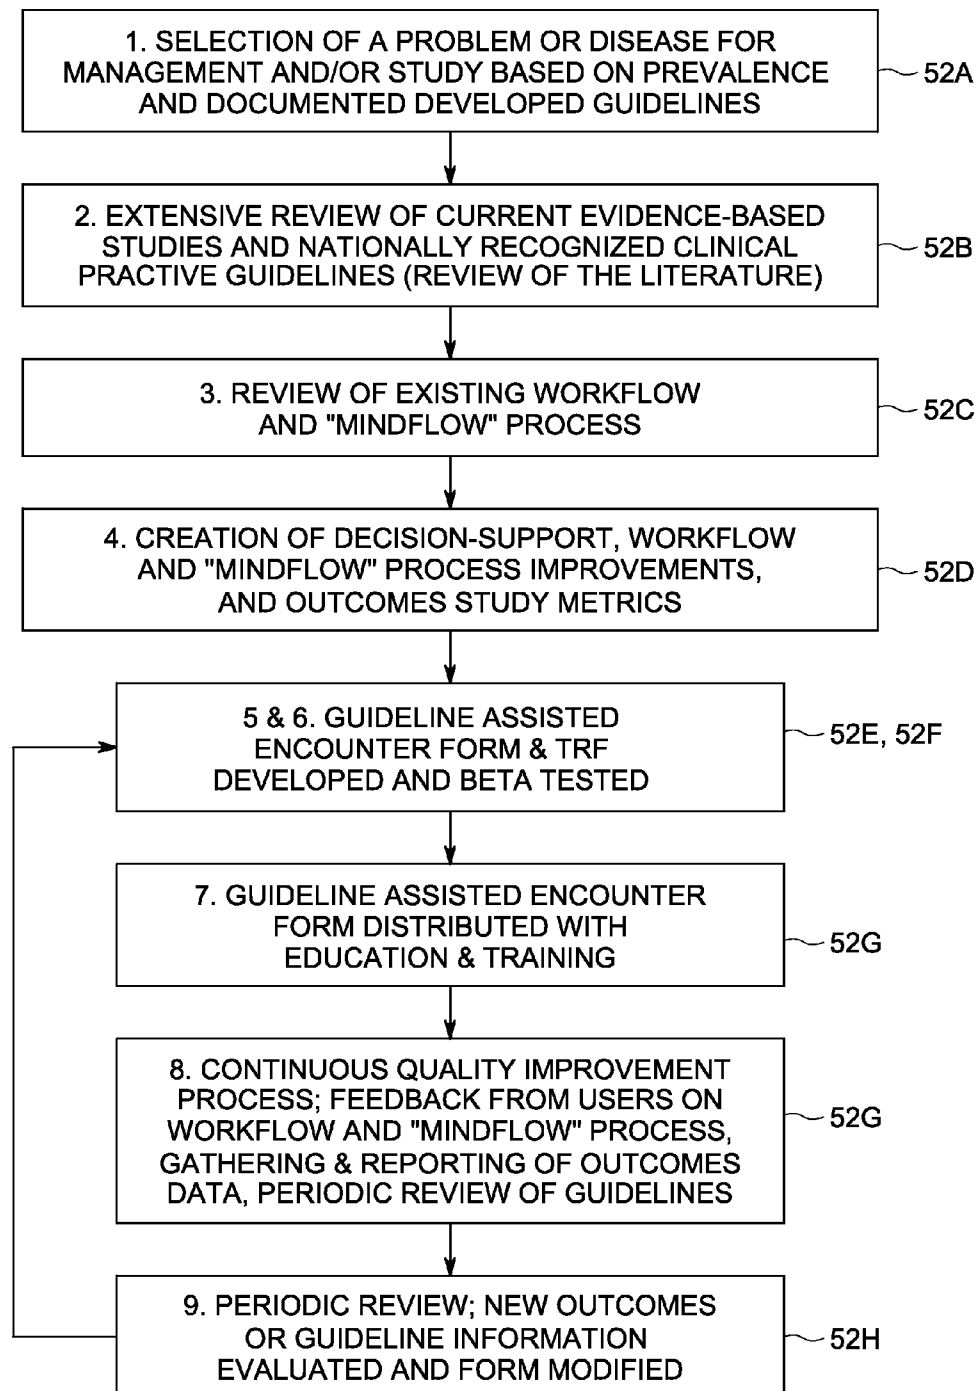 1. SELECTION OF A PROBLEM OR DISEASE FOR
MANAGEMENT AND/OR STUDY BASED ON PREVALENCE
AND DOCUMENTED DEVELOPED GUIDELINES
52A
2. EXTENSIVE REVIEW OF CURRENT EVIDENCE-BASED
STUDIES AND NATIONALLY RECOGNIZED CLINICAL
PRACTIVE GUIDELINES (REVIEW OF THE LITERATURE)
52B
3. REVIEW OF EXISTING WORKFLOW
AND "MINDFLOW" PROCESS
52C
4. CREATION OF DECISION-SUPPORT, WORKFLOW
AND "MINDFLOW" PROCESS IMPROVEMENTS,
AND OUTCOMES STUDY METRICS
52D
5 & 6. GUIDELINE ASSISTED
ENCOUNTER FORM & TRF
DEVELOPED AND BETA TESTED
52E, 52F
7. GUIDELINE ASSISTED ENCOUNTER
FORM DISTRIBUTED WITH
EDUCATION & TRAINING
52G
8. CONTINUOUS QUALITY IMPROVEMENT
PROCESS; FEEDBACK FROM USERS ON
WORKFLOW AND "MINDFLOW" PROCESS,
GATHERING & REPORTING OF OUTCOMES
DATA, PERIODIC REVIEW OF GUIDELINES
52G
9. PERIODIC REVIEW; NEW OUTCOMES
OR GUIDELINE INFORMATION
EVALUATED AND FORM MODIFIED
52H